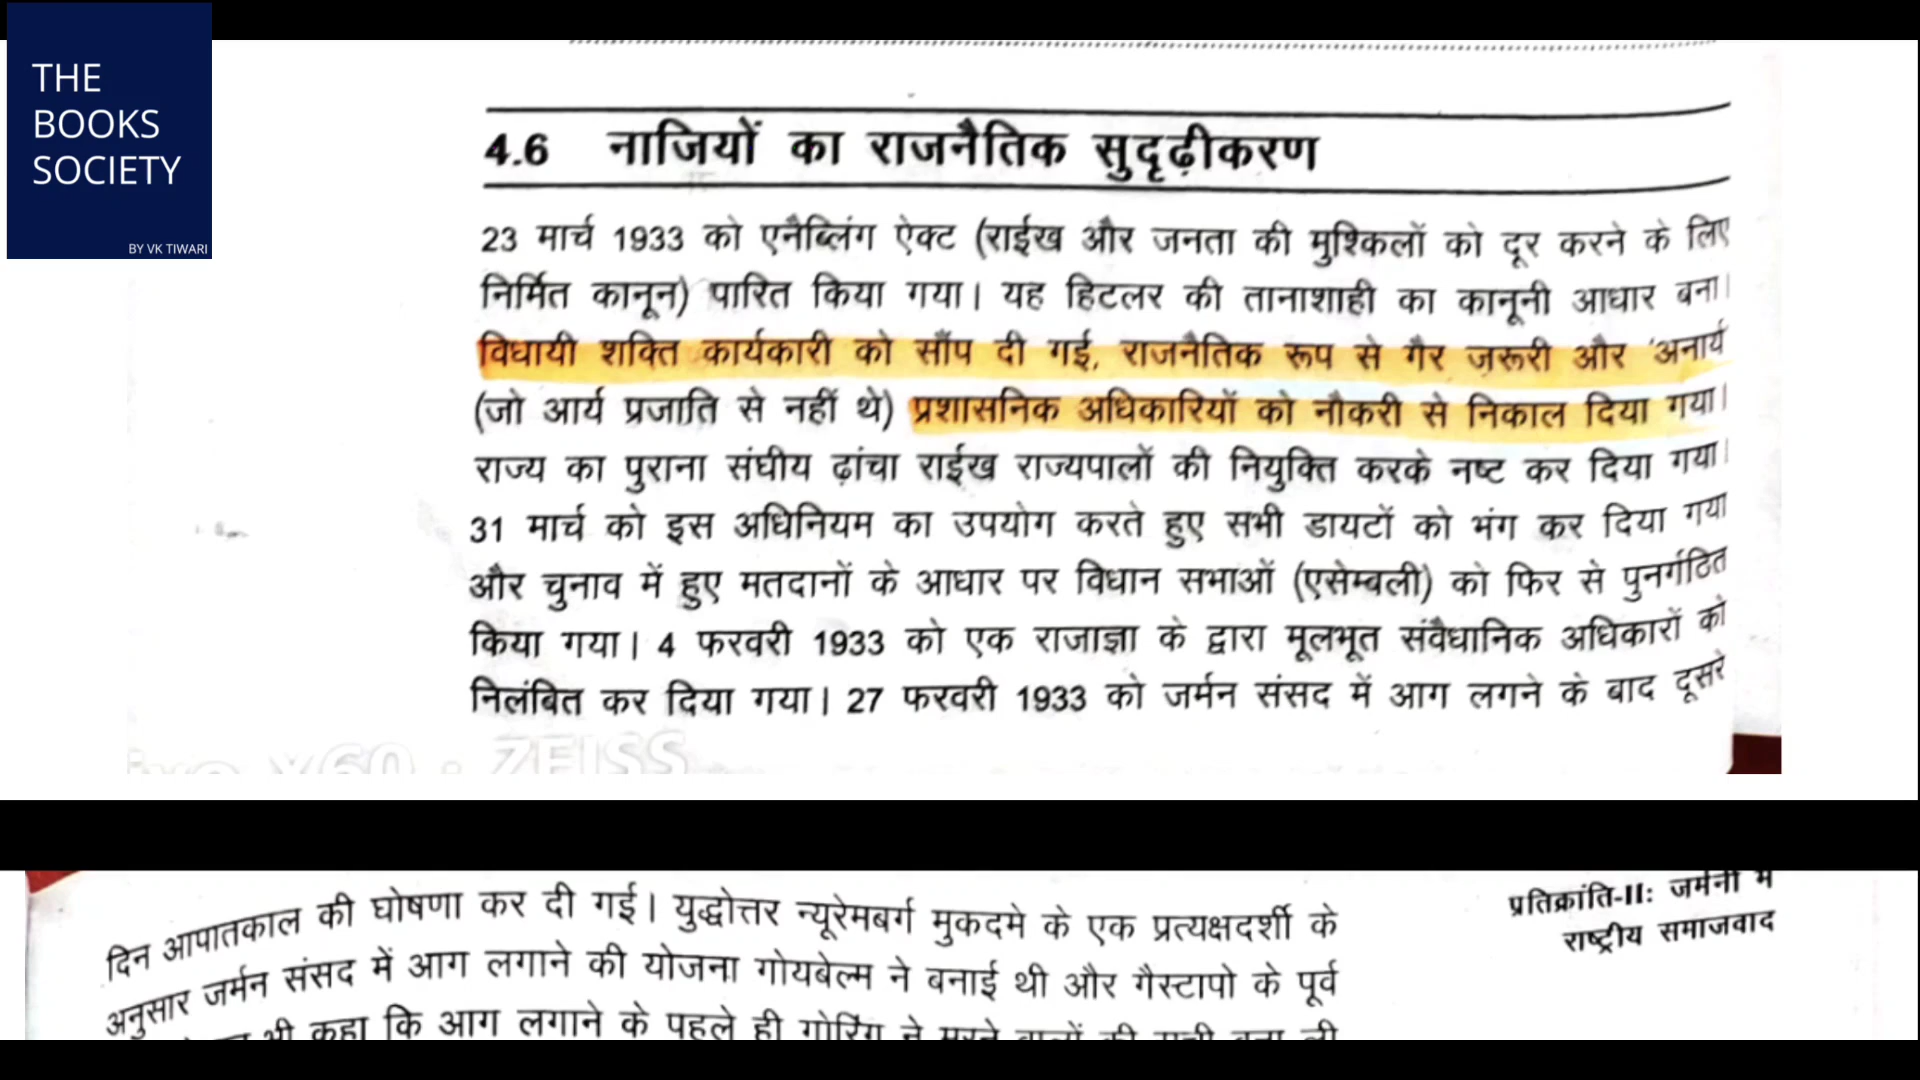 THE
BOOKS
SOCIETY
BY VK TIWARI
4.6 नाजियों का राजनैतिक सुदृढ़ीकरण
23 मार्च 1933 को एनैब्लिंग ऐक्ट (राईख और जनता की मुश्किलों को दूर करने के लिए
निर्मित कानून) पारित किया गया। यह हिटलर की तानाशाही का कानूनी आधार बना।
विधायी शक्ति कार्यकारी को सौंप दी गई, राजनैतिक रूप से गैर ज़रूरी और 'अनार्य
(जो आर्य प्रजाति से नहीं थे) प्रशासनिक अधिकारियों को नौकरी से निकाल दिया गया।
राज्य का पुराना संघीय ढ़ांचा राईख राज्यपालों की नियुक्ति करके नष्ट कर दिया गया।
31 मार्च को इस अधिनियम का उपयोग करते हुए सभी डायटों को भंग कर दिया गया
और चुनाव में हुए मतदानों के आधार पर विधान सभाओं (एसेम्बली) को फिर से पुनर्गठित
किया गया। 4 फरवरी 1933 को एक राजाज्ञा के द्वारा मूलभूत संवैधानिक अधिकारों को
निलंबित कर दिया गया। 27 फरवरी 1933 को जर्मन संसद में आग लगने के बाद दूसरे
ZEISS
प्रतिक्रांति-II: जर्मनी में
राष्ट्रीय समाजवाद
दिन आपातकाल की घोषणा कर दी गई। युद्धोत्तर न्यूरेमबर्ग मुकदमे के एक प्रत्यक्षदर्शी के
अनुसार जर्मन संसद में आग लगाने की योजना गोयबेल्म ने बनाई थी और गैस्टापो के पूर्व
भी कहा कि आग लगाने के पहले ही गोरिंग ने